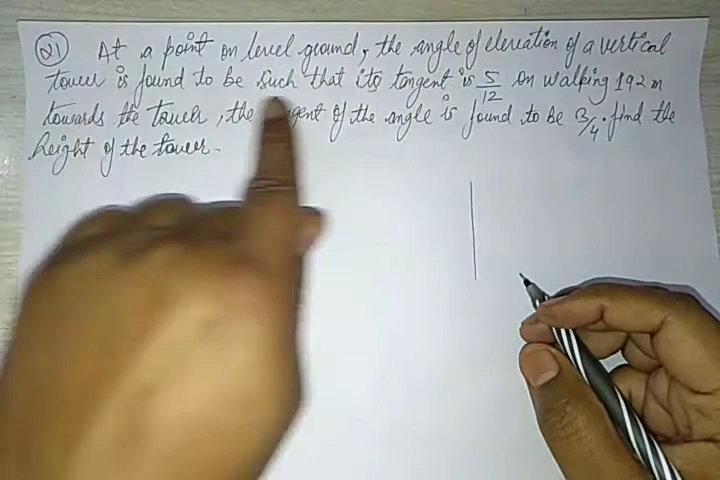 Q1 At a point on level ground, the angle of elevation of a vertical
tower is found to be such that its tangent is 5/12 on walking 192 m
towards the tower, the gent of the angle is found to be 3/4. find the
height of the tower.